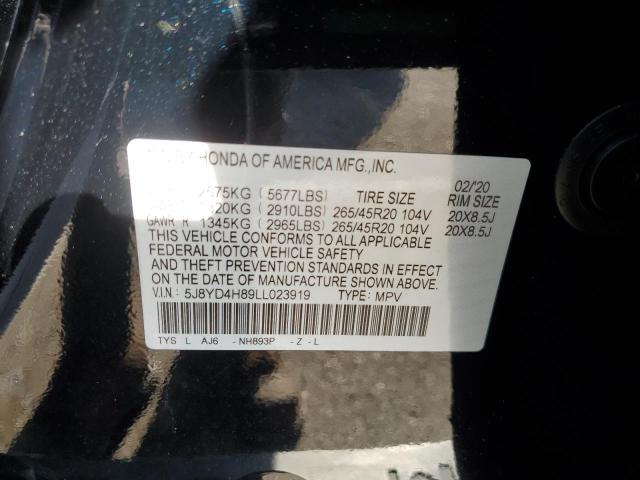 HONDA OF AMERICA MFG., INC.
02/'20
2575KG (5677LBS) TIRE SIZE RIM SIZE
20KG (2910LBS) 265/45R20 104V 20X8.5J
GAWR R 1345KG (2965LBS) 265/45R20 104V 20X8.5J
THIS VEHICLE CONFORMS TO ALL APPLICABLE
FEDERAL MOTOR VEHICLE SAFETY
AND THEFT PREVENTION STANDARDS IN EFFECT
ON THE DATE OF MANUFACTURE SHOWN ABOVE.
V.I.N.: 5J8YD4H89LL023919 TYPE: MPV
TYS L AJ6 -NH893P -Z -L